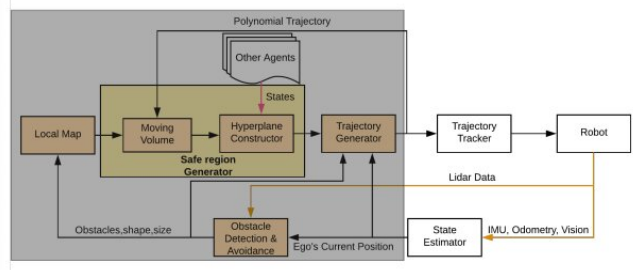 Polynomial Trajectory
Other Agents
States
Local Map
Moving
Volume
Hyperplane
Constructor
Trajectory
Generator
Trajectory
Tracker
Robot
Safe region
Generator
Lidar Data
Obstacles,shape,size
Obstacle
Detection &
Avoidance
Ego's Current Position
State
Estimator
IMU, Odometry, Vision